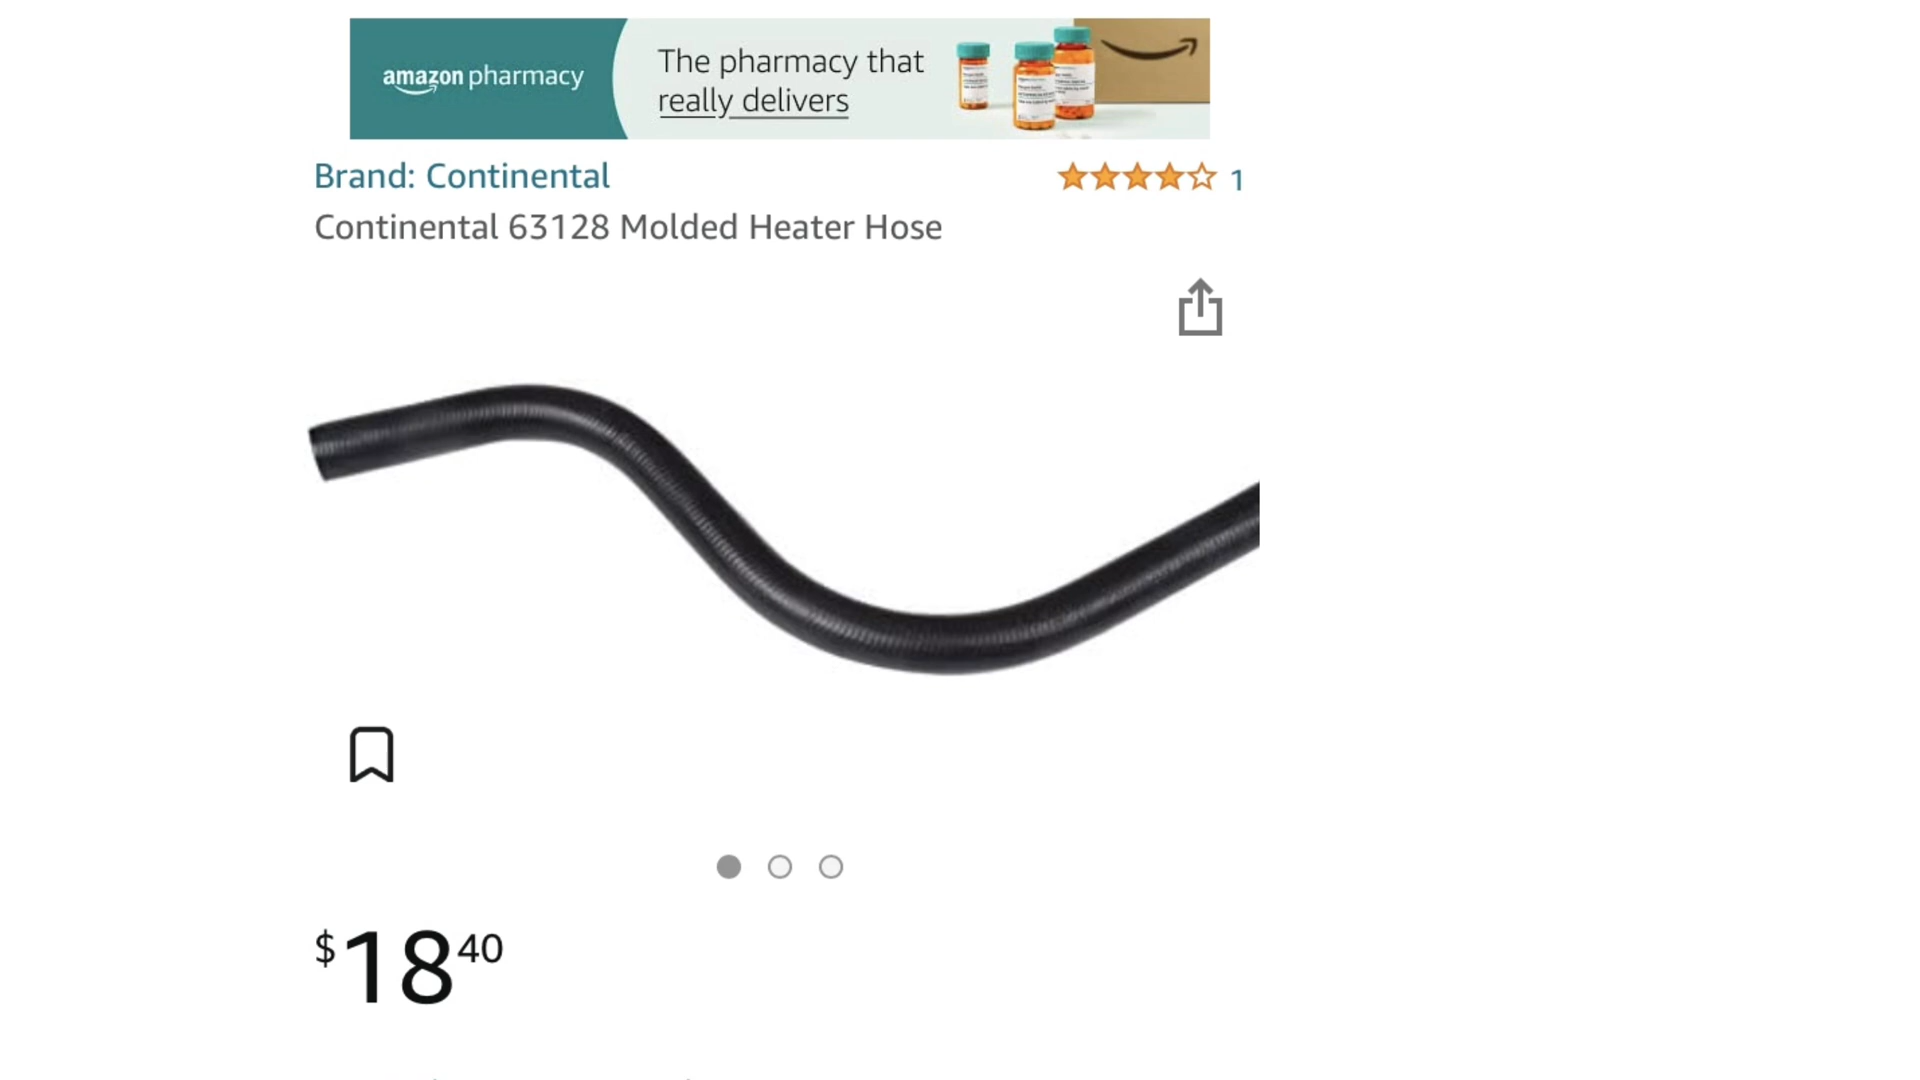 amazon pharmacy
The pharmacy that
really delivers
Brand: Continental
1
Continental 63128 Molded Heater Hose
$1840